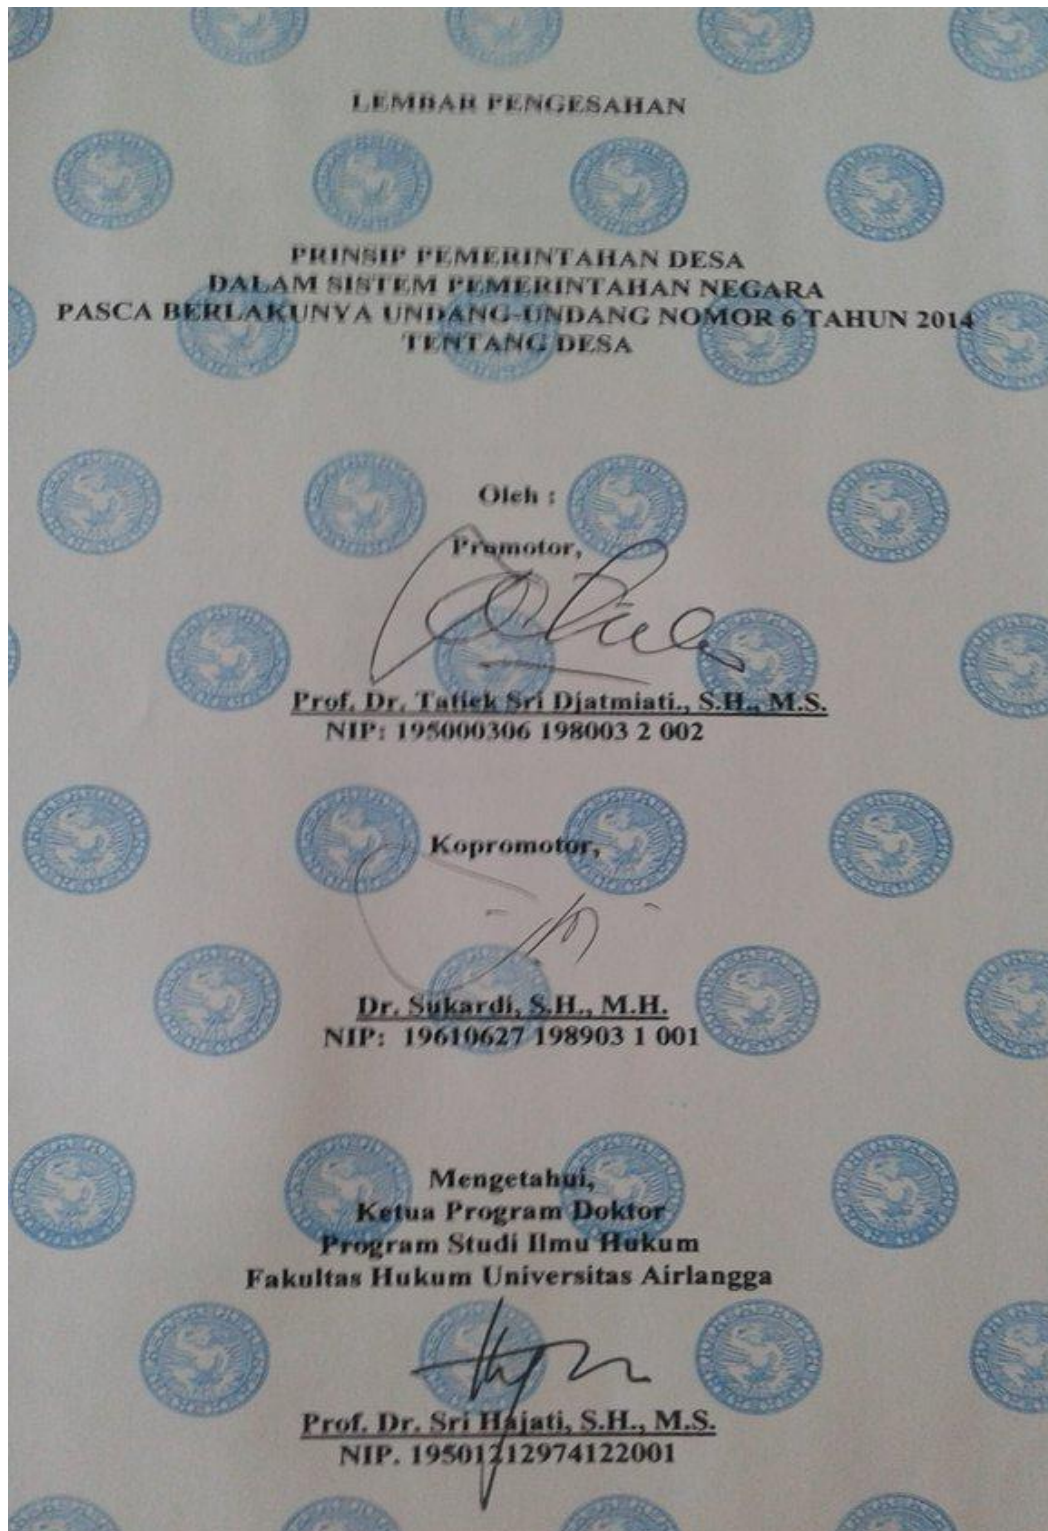 LEMBAR PENGESAHAN
PRINSIP PEMERINTAHAN DESA
DALAM SISTEM PEMERINTAHAN NEGARA
PASCA BERLAKUNYA UNDANG-UNDANG NOMOR 6 TAHUN 2014
TENTANG DESA
Oleh :
Promotor,
Prof. Dr. Tatiek Sri Djatmiati., S.H., M.S.
NIP: 195000306 198003 2 002
Kopromotor,
Dr. Sukardi, S.H., M.H.
NIP: 19610627 198903 1 001
Mengetahui,
Ketua Program Doktor
Program Studi Ilmu Hukum
Fakultas Hukum Universitas Airlangga
Prof. Dr. Sri Hajati, S.H., M.S.
NIP. 19501212974122001